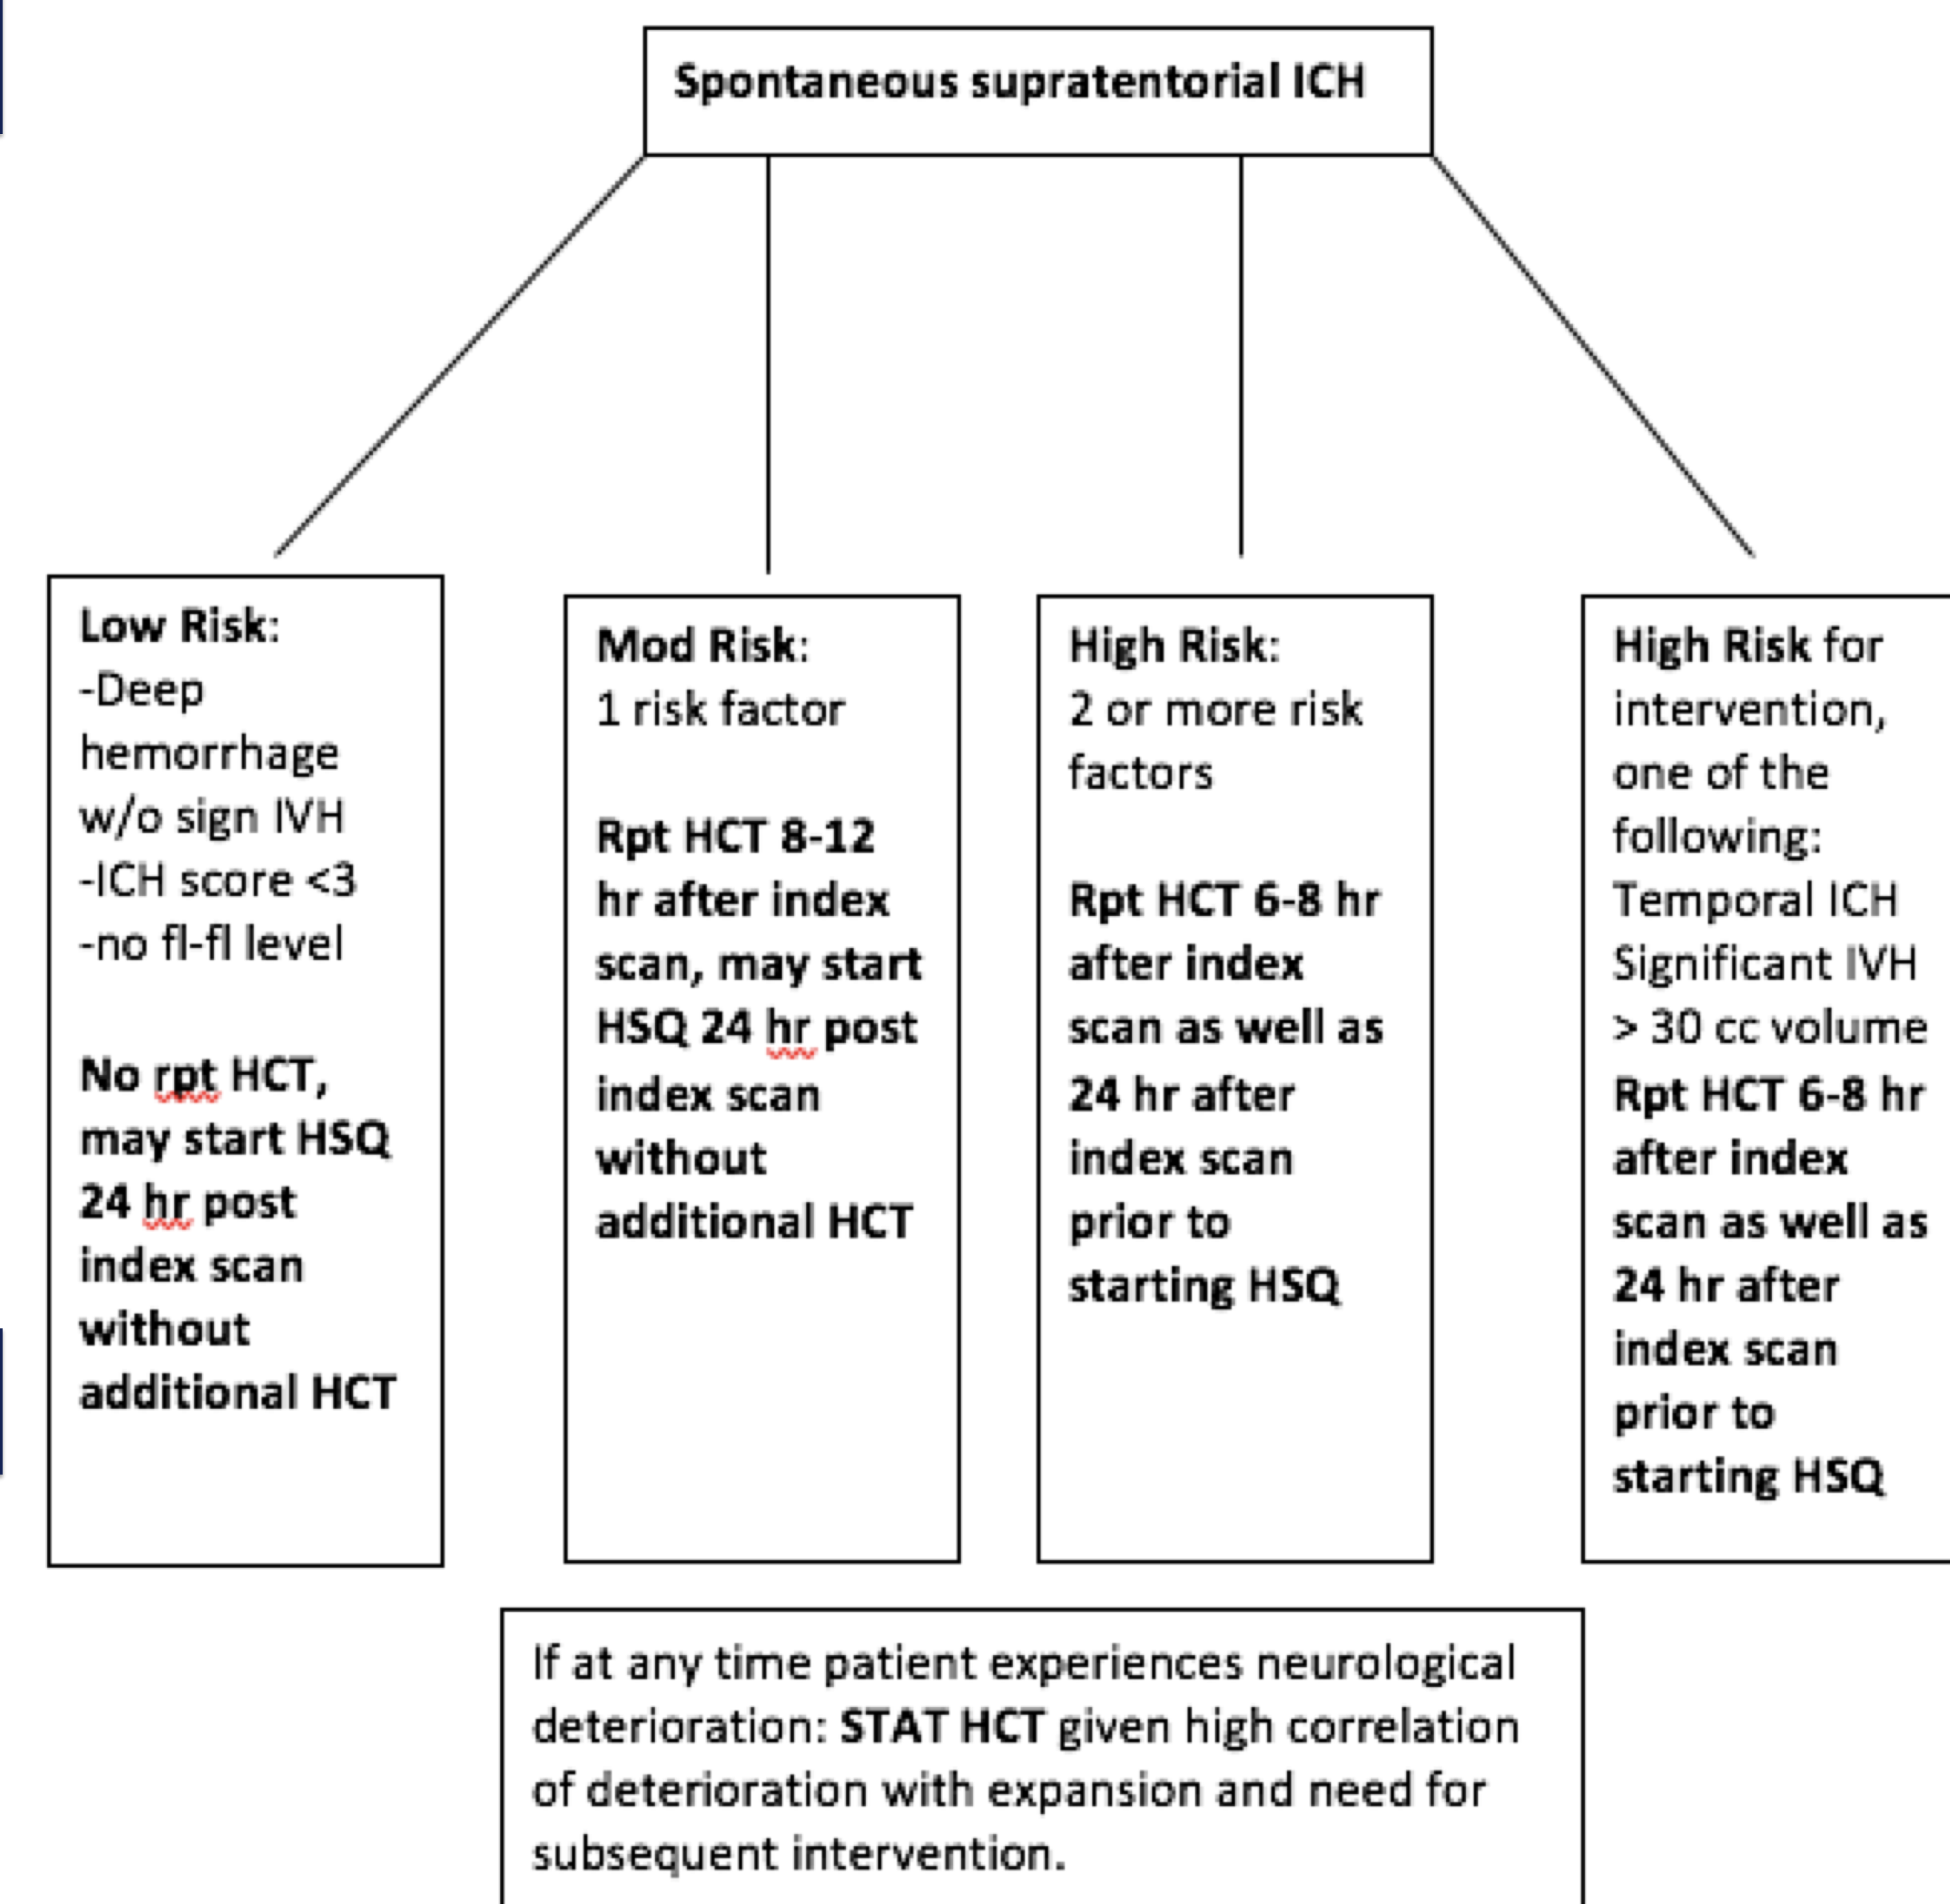 Spontaneous supratentorial ICH
Low Risk:
-Deep
hemorrhage
w/o sign IVH
-ICH score <3
-no fl-fl level
No rpt HCT,
may start HSQ
24 hr post
index scan
without
additional HCT
Mod Risk:
1 risk factor
Rpt HCT 8-12
hr after index
scan, may start
HSQ 24 hr post
index scan
without
additional HCT
High Risk:
2 or more risk
factors
Rpt HCT 6-8 hr
after index
scan as well as
24 hr after
index scan
prior to
starting HSQ
High Risk for
intervention,
one of the
following:
Temporal ICH
Significant IVH
> 30 cc volume
Rpt HCT 6-8 hr
after index
scan as well as
24 hr after
index scan
prior to
starting HSQ
If at any time patient experiences neurological
deterioration: STAT HCT given high correlation
of deterioration with expansion and need for
subsequent intervention.